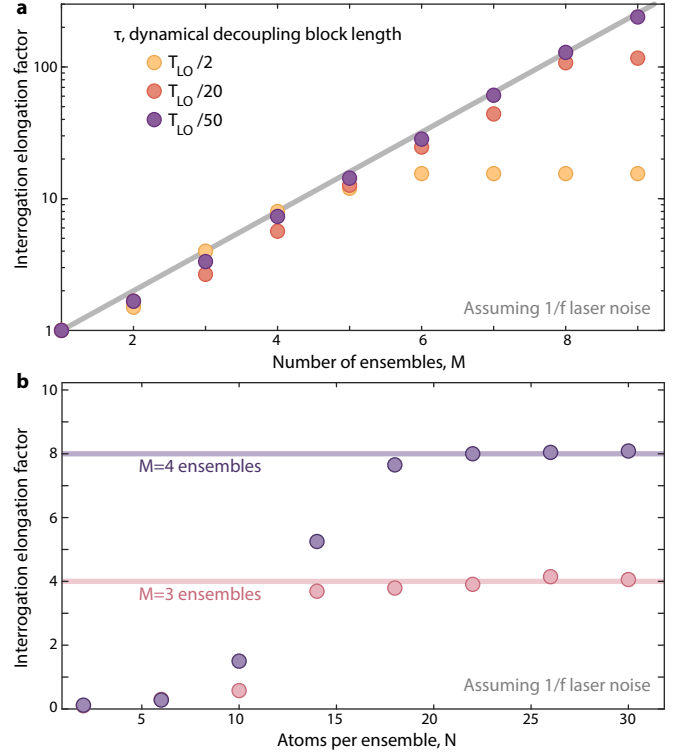 a
τ, dynamical decoupling block length
T_LO /2
T_LO /20
T_LO /50
Interrogation elongation factor
100
10
1
2
4
6
8
Assuming 1/f laser noise
Number of ensembles, M
b
Interrogation elongation factor
10
8
6
4
2
0
M=4 ensembles
M=3 ensembles
Assuming 1/f laser noise
5
10
15
20
25
30
Atoms per ensemble, N